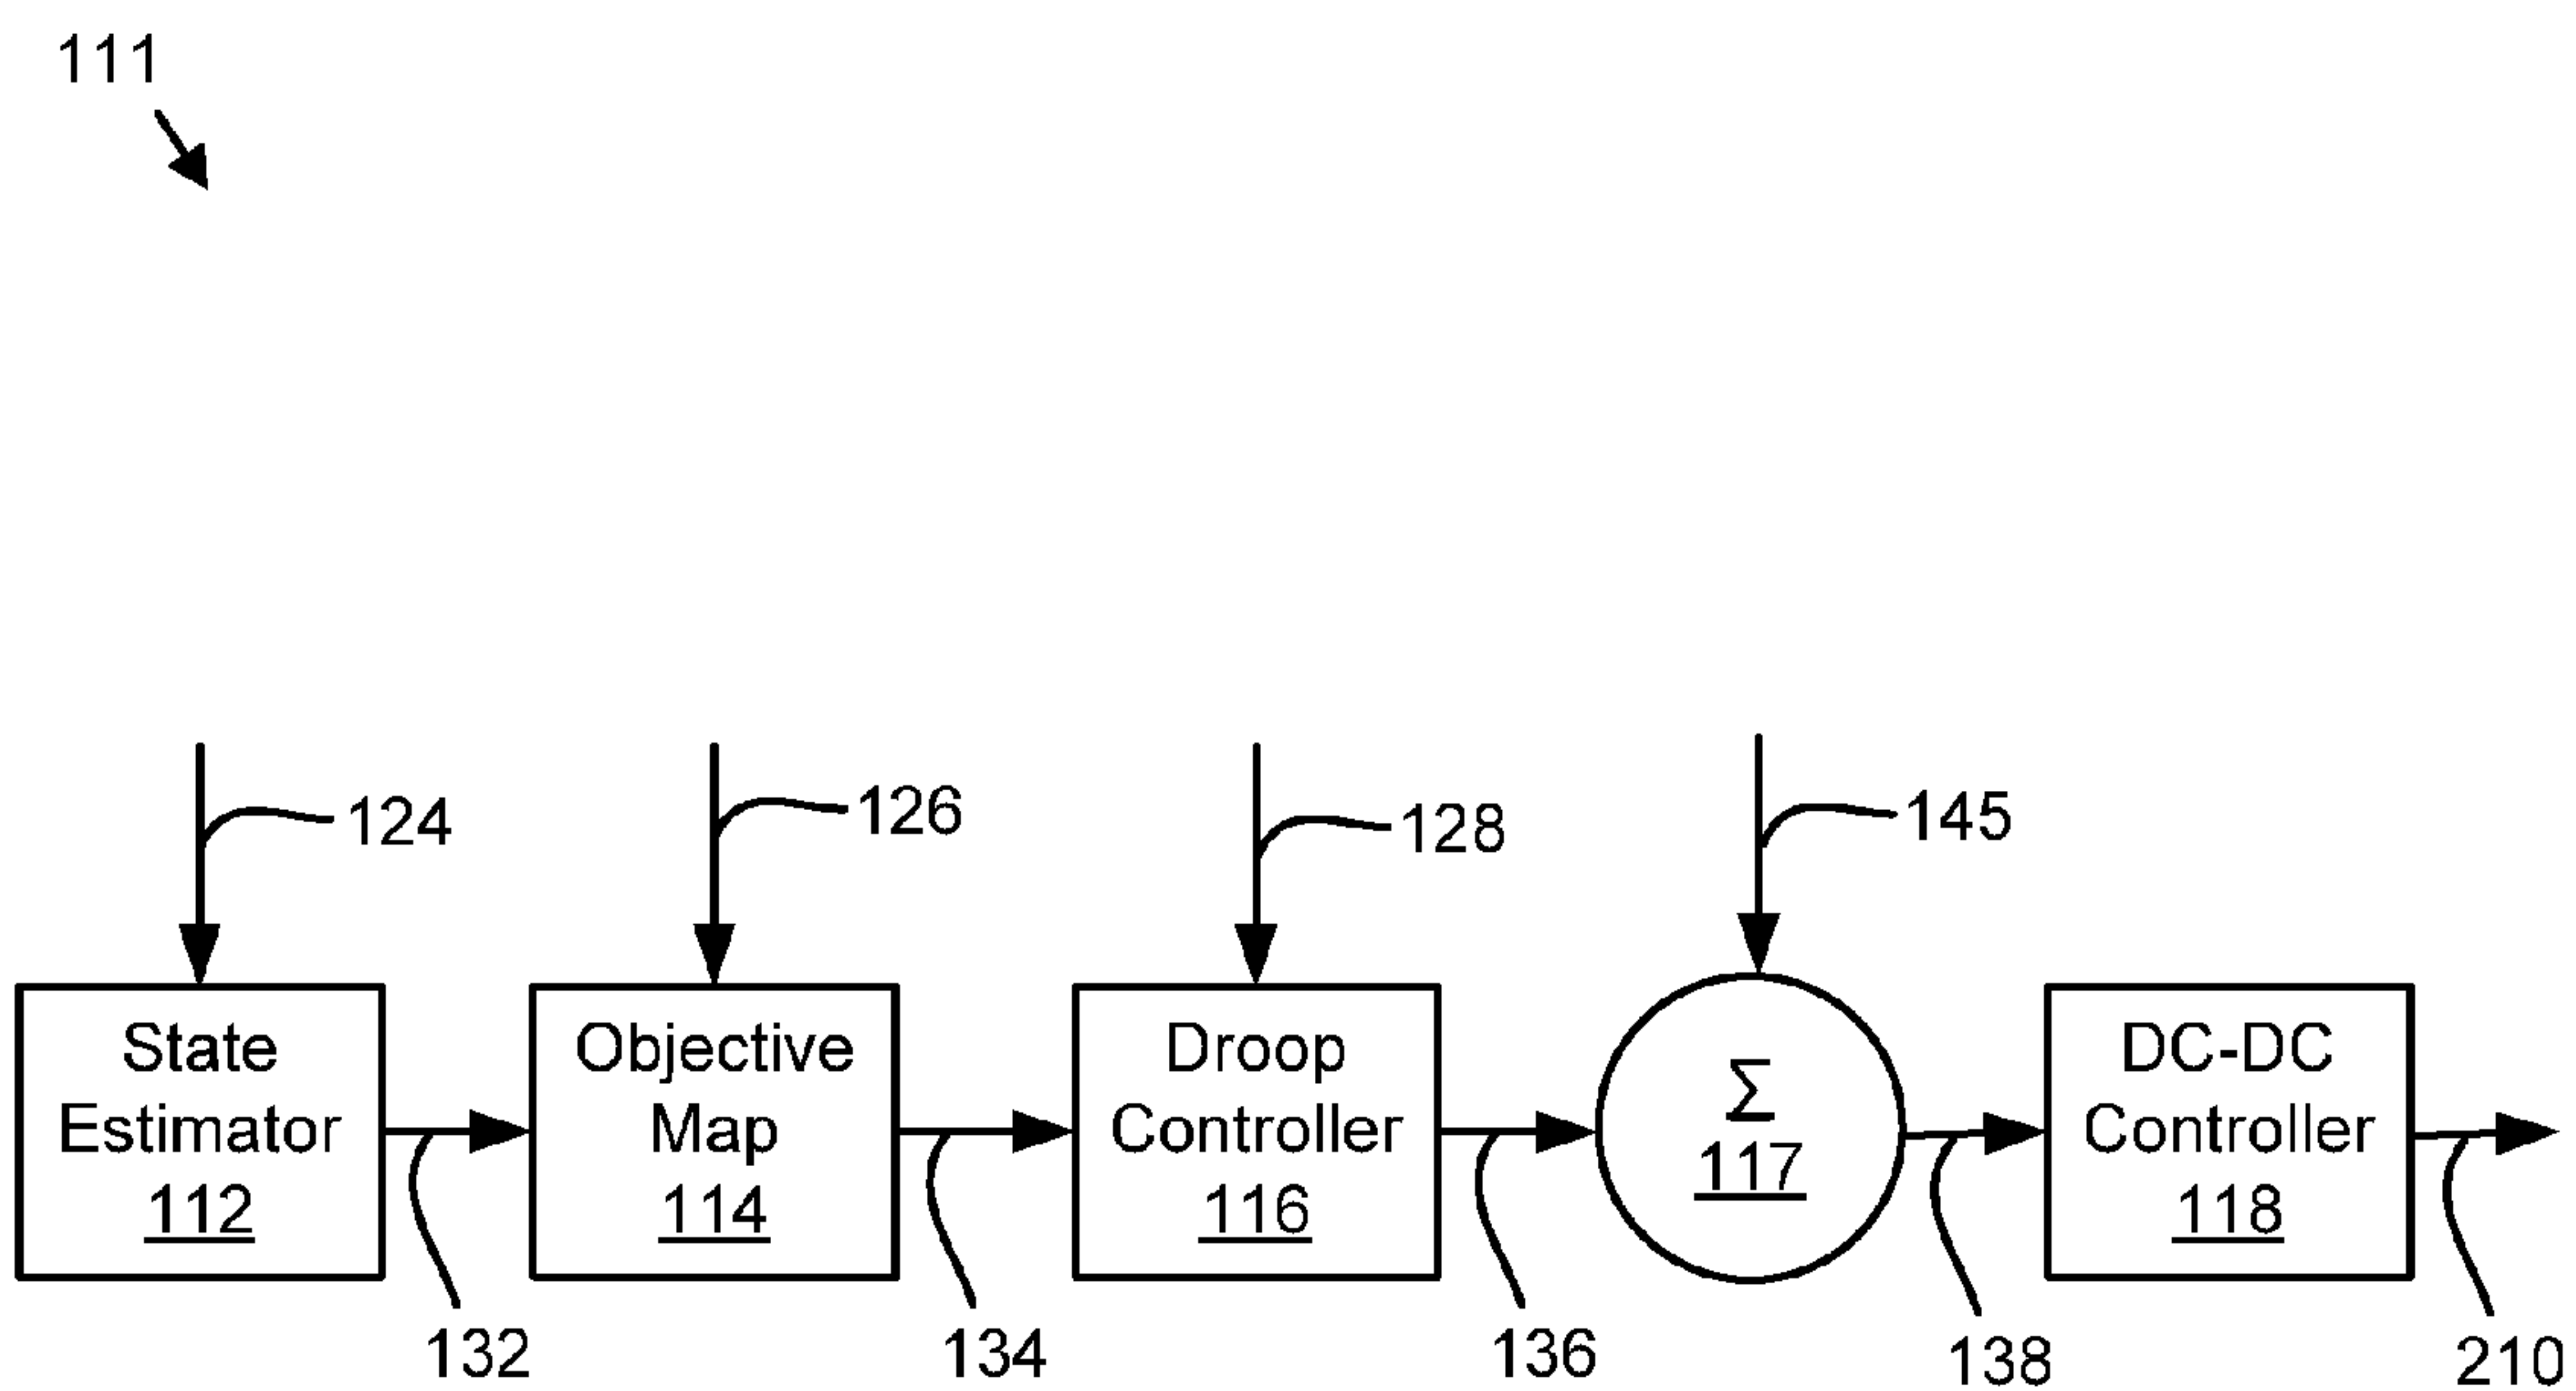 111
124
126
128
145
State
Estimator
112
Objective
Map
114
Droop
Controller
116
Σ
117
DC-DC
Controller
118
132
134
136
138
210